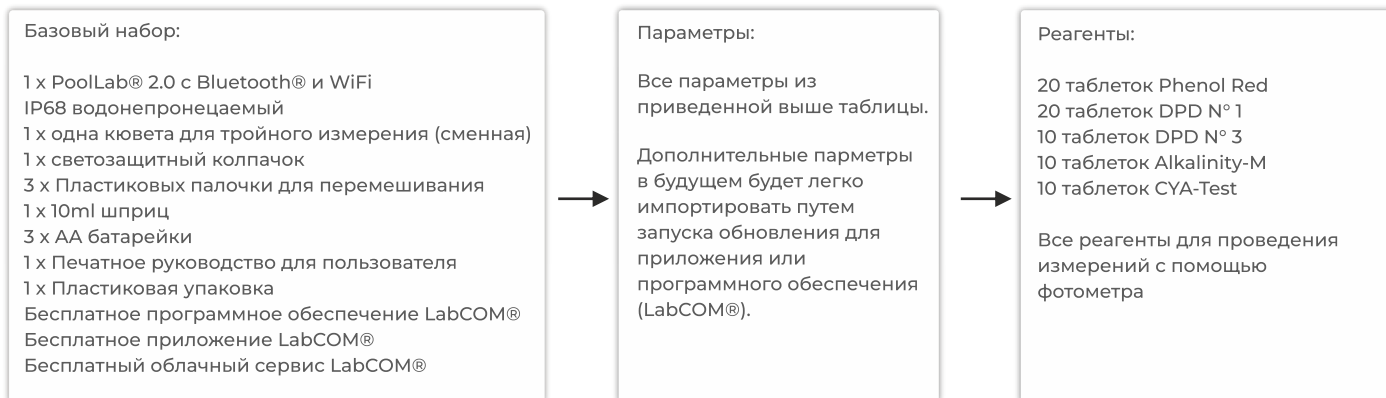 Базовый набор:
1 x PoolLab® 2.0 с Bluetooth® и WiFi
IP68 водонепронецаемый
1 x одна кювета для тройного измерения (сменная)
1 x светозащитный колпачок
3 x Пластиковых палочки для перемешивания
1 x 10ml шприц
3 x AA батарейки
1 x Печатное руководство для пользователя
1 x Пластиковая упаковка
Бесплатное программное обеспечение LabCOM®
Бесплатное приложение LabCOM®
Бесплатный облачный сервис LabCOM®
Параметры:
Все параметры из
приведенной выше таблицы.
Дополнительные парметры
в будущем будет легко
импортировать путем
запуска обновления для
приложения или
программного обеспечения
(LabCOM®).
Реагенты:
20 таблеток Phenol Red
20 таблеток DPD N° 1
10 таблеток DPD N° 3
10 таблеток Alkalinity-M
10 таблеток CYA-Test
Все реагенты для проведения
измерений с помощью
фотометра